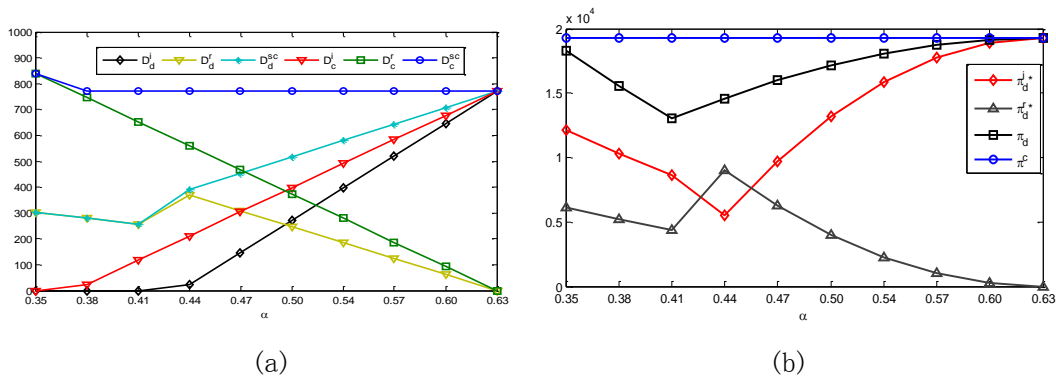 (a)
1000
900
800
700
600
500
400
300
200
100
0
D_d^i D_d^r D_d^sc D_c^i D_c^r D_c^sc
0.35 0.38 0.41 0.44 0.47 0.50 0.54 0.57 0.60 0.63
α
(a)
(b)
x 10^4
2
1.5
1
0.5
0
π_d^i*
π_d^r*
π_d
π^c
0.35 0.38 0.41 0.44 0.47 0.50 0.54 0.57 0.60 0.63
α
(b)